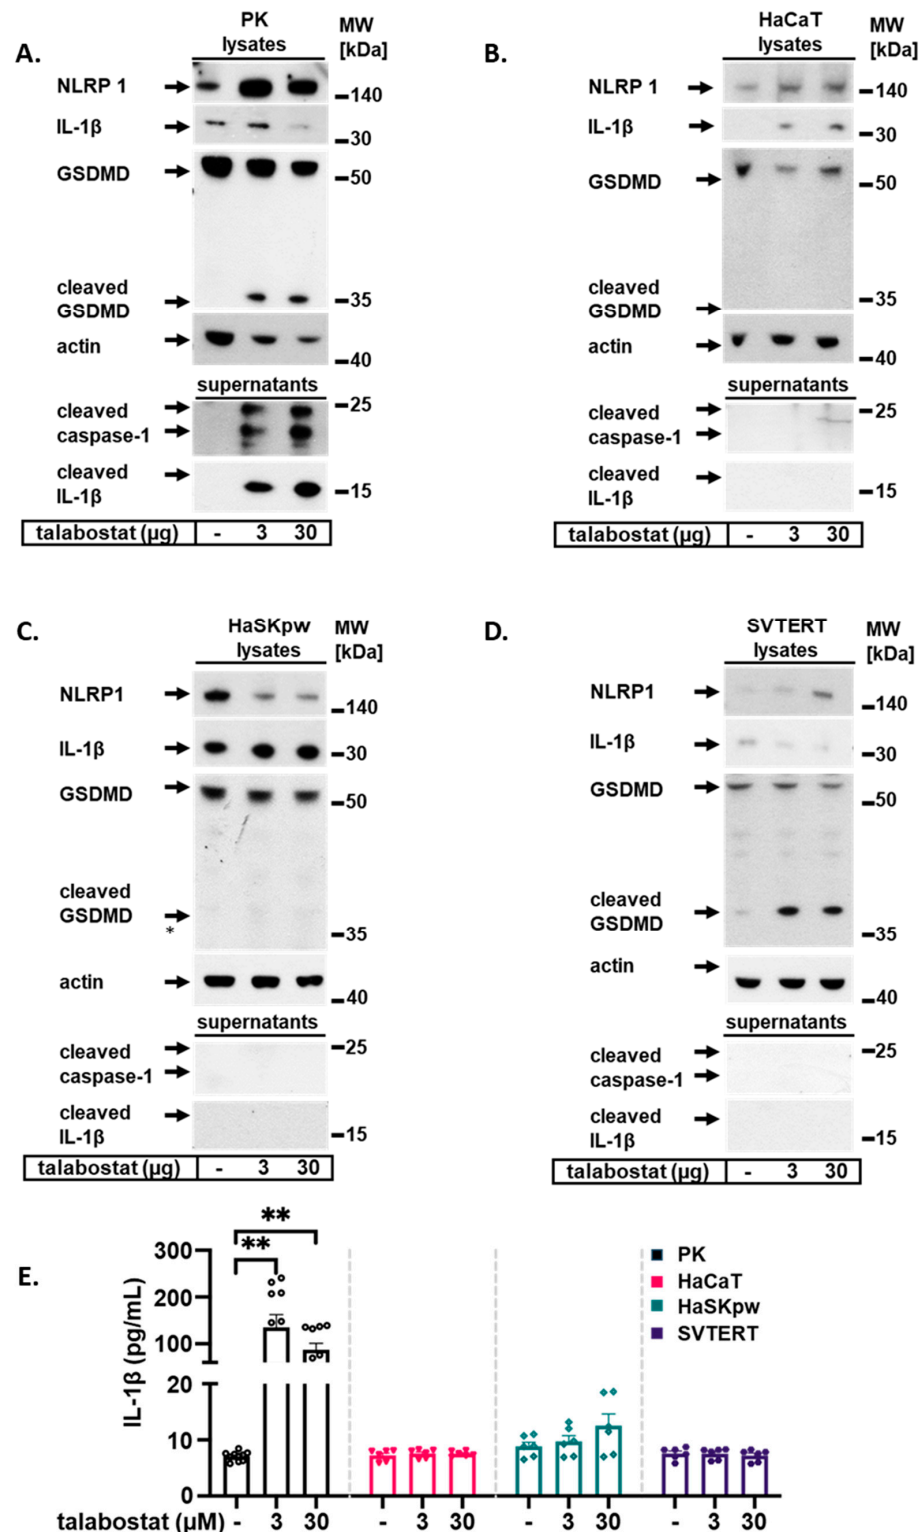 A.
PK
lysates
MW
[kDa]
NLRP 1
140
IL-1β
30
GSDMD
50
cleaved
GSDMD
35
actin
40
supernatants
cleaved
caspase-1
25
cleaved
IL-1β
15
talabostat (µg) - 3 30
B.
HaCaT
lysates
MW
[kDa]
NLRP 1
140
IL-1β
30
GSDMD
50
cleaved
GSDMD
35
actin
40
supernatants
cleaved
caspase-1
25
cleaved
IL-1β
15
talabostat (µg) - 3 30
C.
HaSKpw
lysates
MW
[kDa]
NLRP1
140
IL-1β
30
GSDMD
50
cleaved
GSDMD
*
35
actin
40
supernatants
cleaved
caspase-1
25
cleaved
IL-1β
15
talabostat (µg) - 3 30
D.
SVTERT
lysates
MW
[kDa]
NLRP1
140
IL-1β
30
GSDMD
50
cleaved
GSDMD
35
actin
40
supernatants
cleaved
caspase-1
25
cleaved
IL-1β
15
talabostat (µg) - 3 30
E.
IL-1β (pg/mL)
300
200
100
20
10
0
**
**
PK
HaCaT
HaSKpw
SVTERT
talabostat (µM) - 3 30 - 3 30 - 3 30 - 3 30